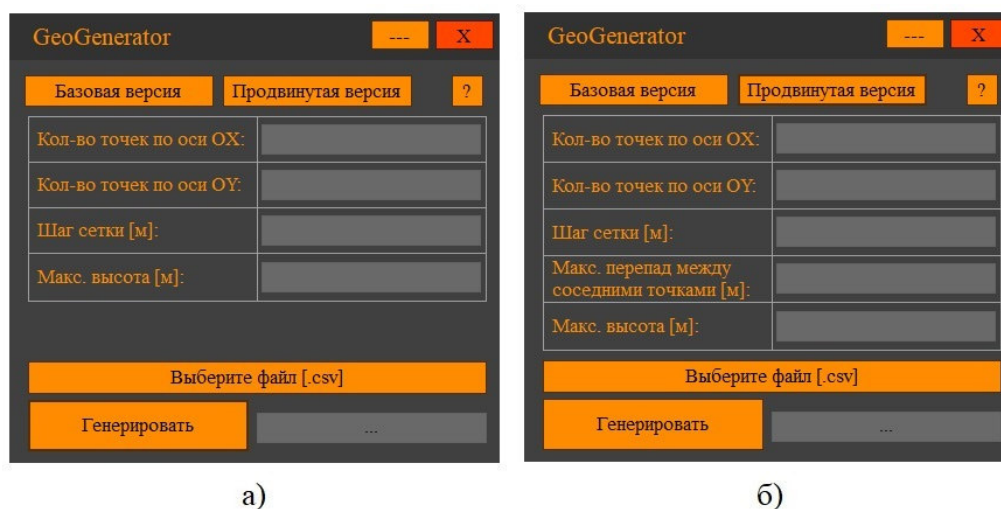 GeoGenerator
---
X
Базовая версия
Продвинутая версия
?
Кол-во точек по оси OX:
Кол-во точек по оси OY:
Шаг сетки [м]:
Макс. высота [м]:
Выберите файл [.csv]
Генерировать
...
а)
GeoGenerator
---
X
Базовая версия
Продвинутая версия
?
Кол-во точек по оси OX:
Кол-во точек по оси OY:
Шаг сетки [м]:
Макс. перепад между
соседними точками [м]:
Макс. высота [м]:
Выберите файл [.csv]
Генерировать
...
б)